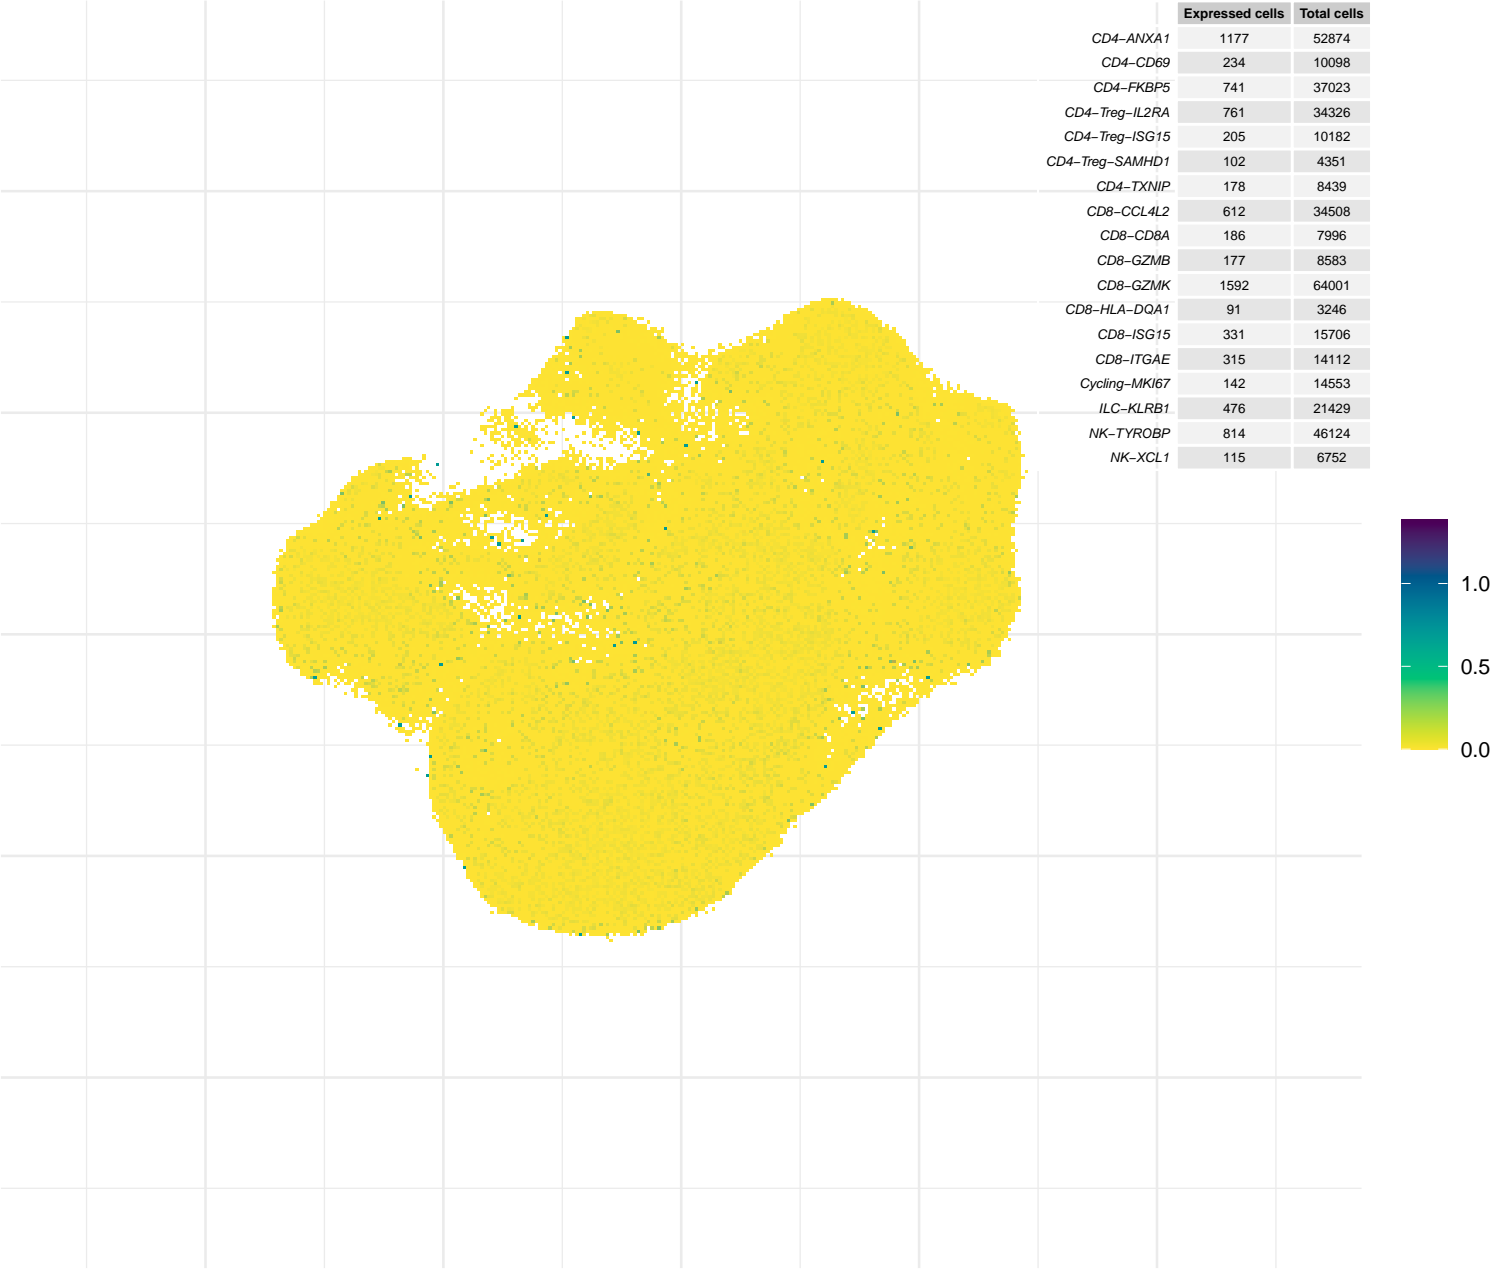 Expressed cells Total cells
CD4−ANXA1 1177 52874
CD4−CD69 234 10098
CD4−FKBP5 741 37023
CD4−Treg−IL2RA 761 34326
CD4−Treg−ISG15 205 10182
CD4−Treg−SAMHD1 102 4351
CD4−TXNIP 178 8439
CD8−CCL4L2 612 34508
CD8−CD8A 186 7996
CD8−GZMB 177 8583
CD8−GZMK 1592 64001
CD8−HLA−DQA1 91 3246
CD8−ISG15 331 15706
CD8−ITGAE 315 14112
Cycling−MKI67 142 14553
ILC−KLRB1 476 21429
NK−TYROBP 814 46124
NK−XCL1 115 6752
1.0
0.5
0.0